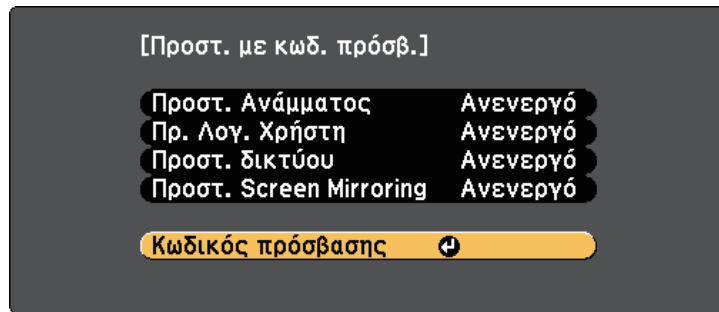 [Προστ. με κωδ. πρόσβ.]
Προστ. Ανάμματος Ανενεργό
Πρ. Λογ. Χρήστη Ανενεργό
Προστ. δικτύου Ανενεργό
Προστ. Screen Mirroring Ανενεργό
Κωδικός πρόσβασης